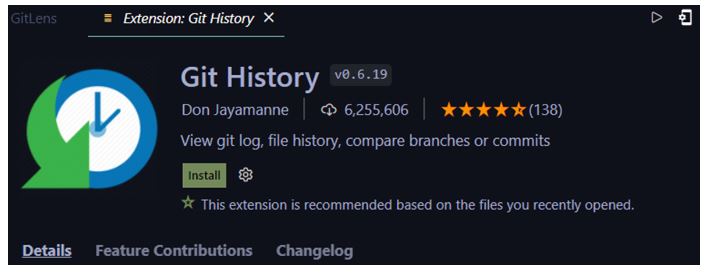 GitLens Extension: Git History
Git History v0.6.19
Don Jayamanne 6,255,606 (138)
View git log, file history, compare branches or commits
Install
This extension is recommended based on the files you recently opened.
Details Feature Contributions Changelog